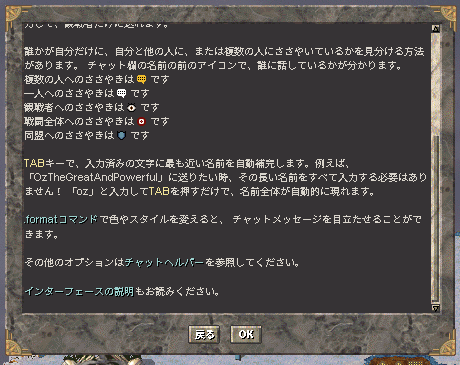 力して、観戦者だけに送れます。
誰かが自分だけに、自分と他の人に、または複数の人にささやいているかを見分ける方法
があります。 チャット欄の名前の前のアイコンで、誰に話しているかが分かります。
複数の人へのささやきは です
一人へのささやきは です
観戦者へのささやきは です
戦闘全体へのささやきは です
同盟へのささやきは です
TABキーで、入力済みの文字に最も近い名前を自動補充します。例えば、
「OzTheGreatAndPowerful」に送りたい時、その長い名前をすべて入力する必要はあり
ません！ 「oz」と入力してTABを押すだけで、名前全体が自動的に現れます。
.formatコマンドで色やスタイルを変えると、 チャットメッセージを目立たせることがで
きます。
その他のオプションはチャットヘルパーを参照してください。
インターフェースの説明もお読みください。
戻る OK